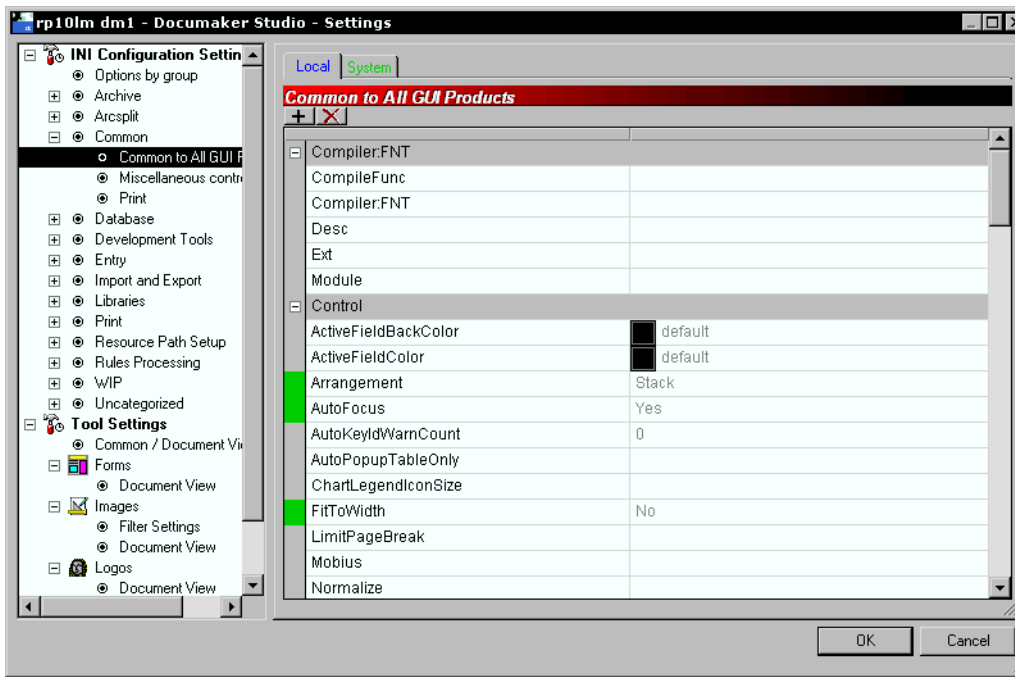 rp10lm dm1 - Documaker Studio - Settings
INI Configuration Settin
Options by group
Archive
Arcsplit
Common
Common to All GUI P
Miscellaneous contr
Print
Database
Development Tools
Entry
Import and Export
Libraries
Print
Resource Path Setup
Rules Processing
WIP
Uncategorized
Tool Settings
Common / Document Vi
Forms
Document View
Images
Filter Settings
Document View
Logos
Document View
Local System
Common to All GUI Products
Compiler:FNT
CompileFunc
Compiler:FNT
Desc
Ext
Module
Control
ActiveFieldBackColor default
ActiveFieldColor default
Arrangement Stack
AutoFocus Yes
AutoKeyIdWarnCount 0
AutoPopupTableOnly
ChartLegendIconSize
FitToWidth No
LimitPageBreak
Mobius
Normalize
OK Cancel